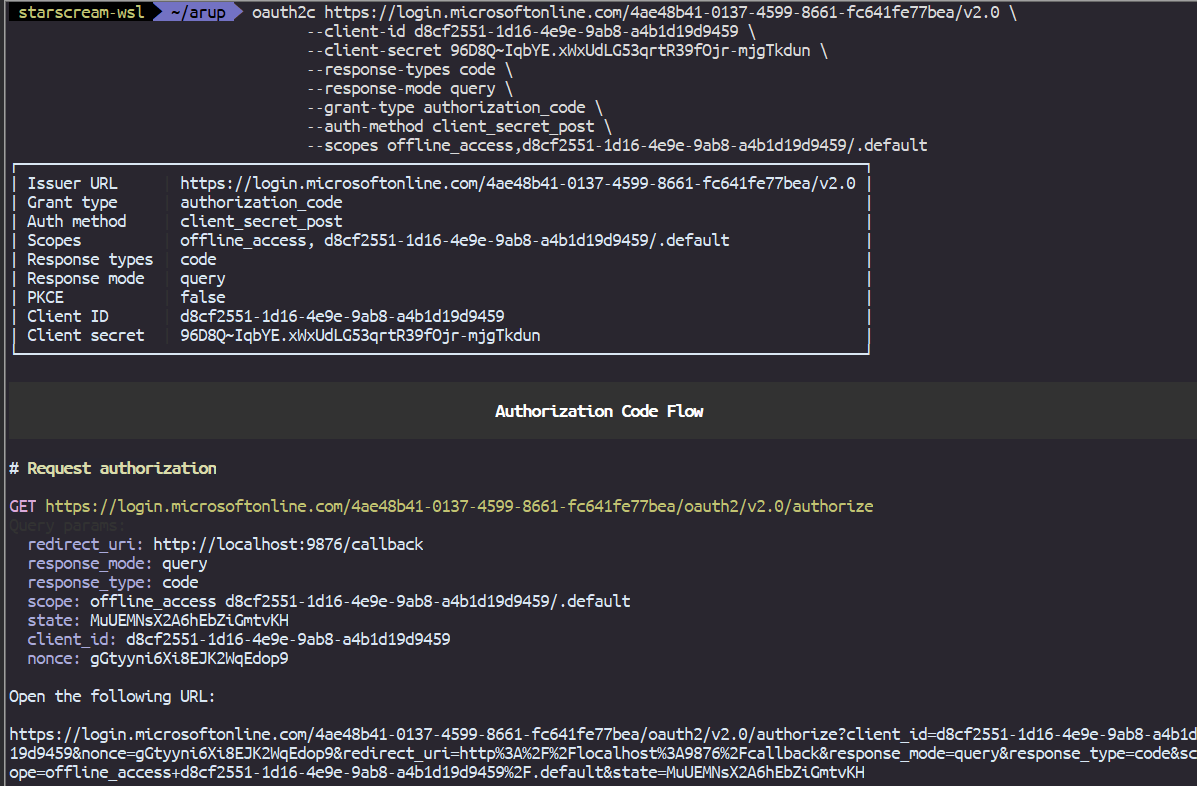 starscream-wsl ~/arup oauth2c https://login.microsoftonline.com/4ae48b41-0137-4599-8661-fc641fe77bea/v2.0 \
--client-id d8cf2551-1d16-4e9e-9ab8-a4b1d19d9459 \
--client-secret 96D8Q~IqbYE.xWxUdLG53qrtR39fOjr-mjgTkdun \
--response-types code \
--response-mode query \
--grant-type authorization_code \
--auth-method client_secret_post \
--scopes offline_access,d8cf2551-1d16-4e9e-9ab8-a4b1d19d9459/.default
Issuer URL | https://login.microsoftonline.com/4ae48b41-0137-4599-8661-fc641fe77bea/v2.0
Grant type | authorization_code
Auth method | client_secret_post
Scopes | offline_access, d8cf2551-1d16-4e9e-9ab8-a4b1d19d9459/.default
Response types | code
Response mode | query
PKCE | false
Client ID | d8cf2551-1d16-4e9e-9ab8-a4b1d19d9459
Client secret | 96D8Q~IqbYE.xWxUdLG53qrtR39fOjr-mjgTkdun
Authorization Code Flow
# Request authorization
GET https://login.microsoftonline.com/4ae48b41-0137-4599-8661-fc641fe77bea/oauth2/v2.0/authorize
Query params:
redirect_uri: http://localhost:9876/callback
response_mode: query
response_type: code
scope: offline_access d8cf2551-1d16-4e9e-9ab8-a4b1d19d9459/.default
state: MuUEMNsX2A6hEbZiGmtvKH
client_id: d8cf2551-1d16-4e9e-9ab8-a4b1d19d9459
nonce: gGtyyni6Xi8EJK2WqEdop9
Open the following URL:
https://login.microsoftonline.com/4ae48b41-0137-4599-8661-fc641fe77bea/oauth2/v2.0/authorize?client_id=d8cf2551-1d16-4e9e-9ab8-a4b1d
19d9459&nonce=gGtyyni6Xi8EJK2WqEdop9&redirect_uri=http%3A%2F%2Flocalhost%3A9876%2Fcallback&response_mode=query&response_type=code&sc
ope=offline_access+d8cf2551-1d16-4e9e-9ab8-a4b1d19d9459%2F.default&state=MuUEMNsX2A6hEbZiGmtvKH